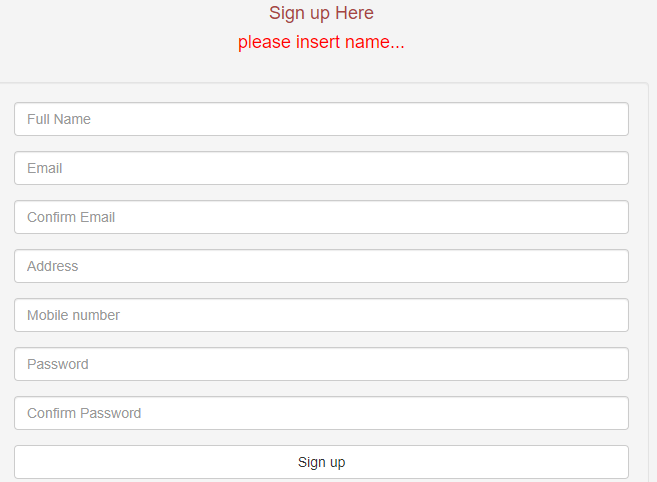 Sign up Here
please insert name...
Full Name
Email
Confirm Email
Address
Mobile number
Password
Confirm Password
Sign up